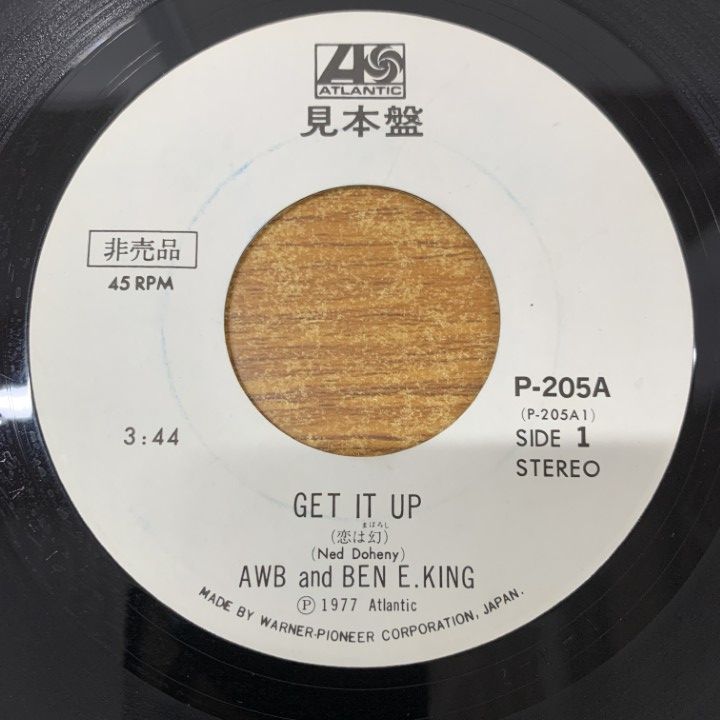 ATLANTIC
見本盤
非売品
45 RPM
P-205A
(P-205A1)
3:44
SIDE 1
STEREO
GET IT UP
まぼろし
(恋は幻)
(Ned Doheny)
AWB and BEN E.KING
Ⓟ 1977 Atlantic
MADE BY WARNER-PIONEER CORPORATION, JAPAN.